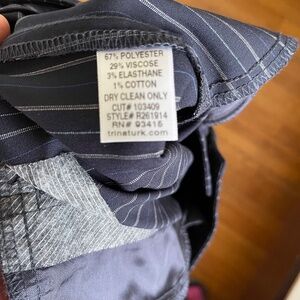 67% POLYESTER
29% VISCOSE
3% ELASTHANE
1% COTTON
DRY CLEAN ONLY
CUT# 103409
STYLE# R261914
RN# 93415
trinaturk.com